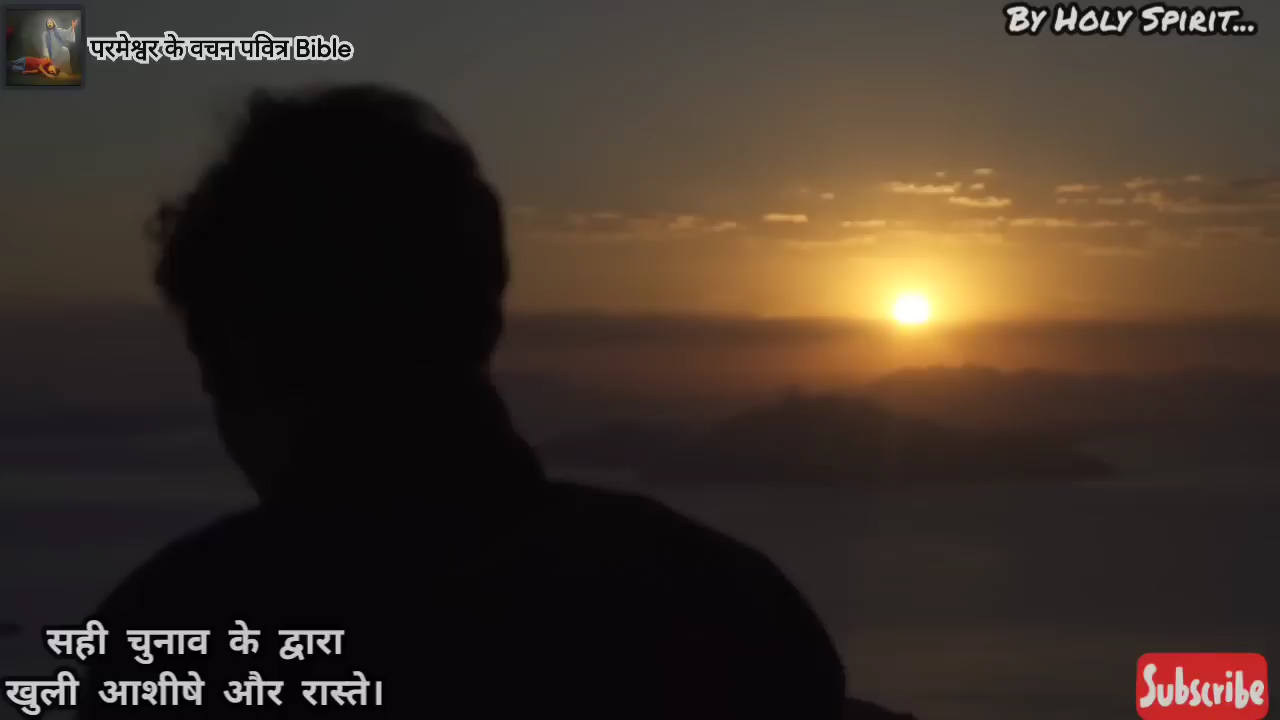 परमेश्वर के वचन पवित्र Bible
By Holy Spirit...
सही चुनाव के द्वारा
खुली आशीषे और रास्ते।
Subscribe